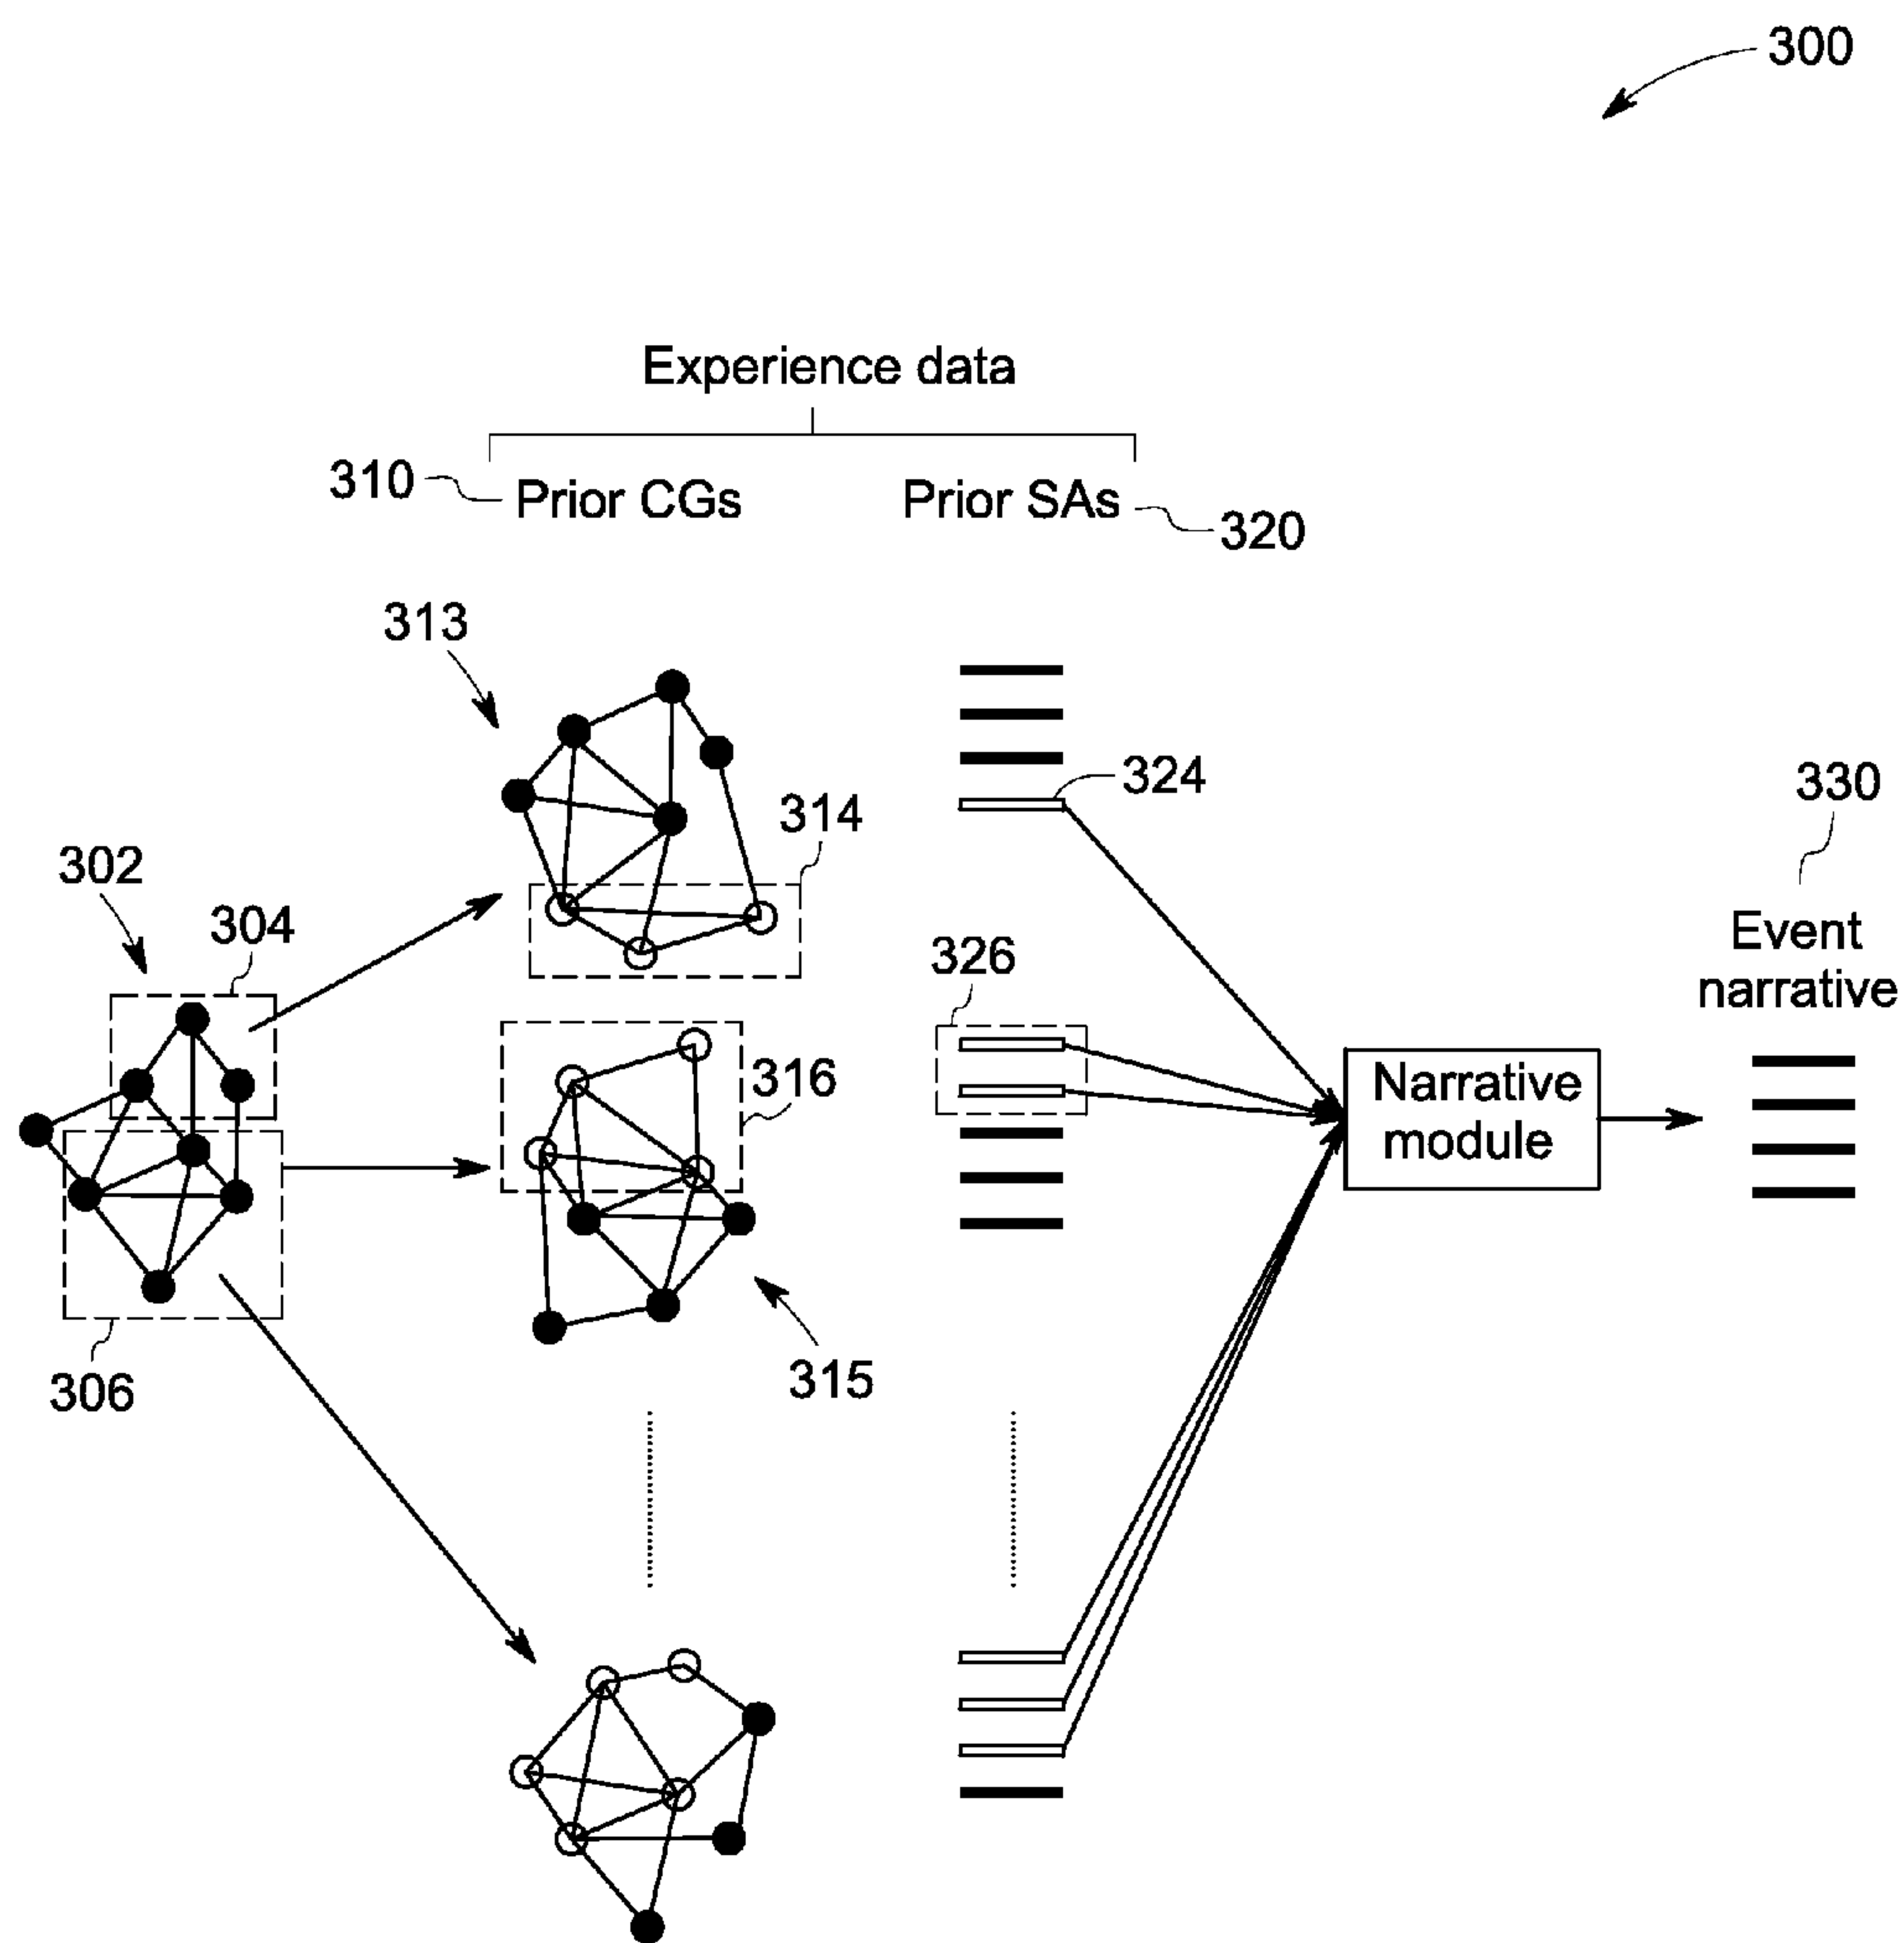 300
Experience data
310
Prior CGs
Prior SAs
320
313
324
330
314
302
304
326
Event
narrative
316
Narrative
module
315
306